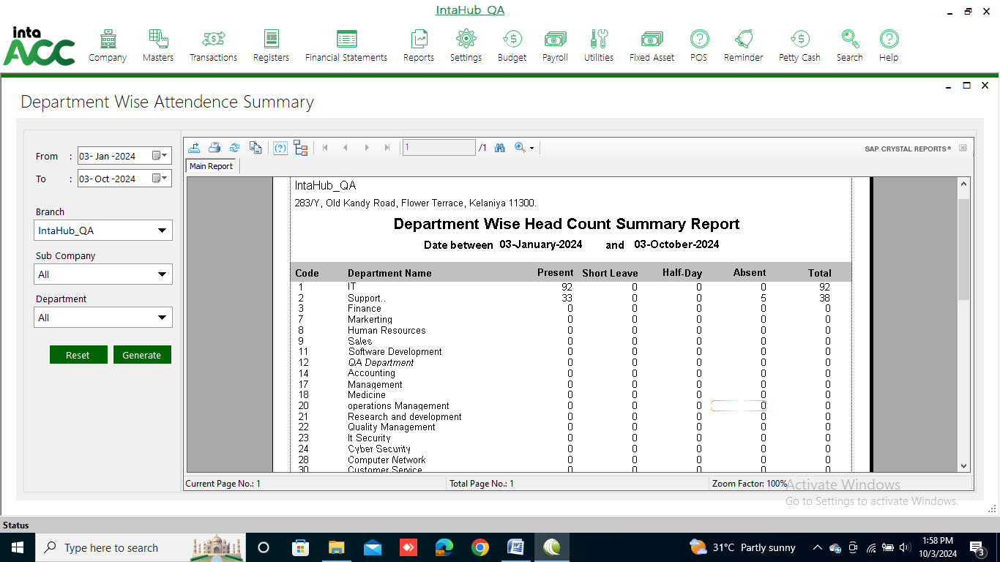 IntaHub_QA
inta
ACC
Company Masters Transactions Registers Financial Statements Reports Settings Budget Payroll Utilities Fixed Asset POS Reminder Petty Cash Search Help
Department Wise Attendence Summary
From : 03- Jan -2024
To : 03- Oct -2024
Branch
IntaHub_QA
Sub Company
All
Department
All
Reset Generate
1 /1
SAP CRYSTAL REPORTS®
Main Report
IntaHub_QA
283/Y, Old Kandy Road, Flower Terrace, Kelaniya 11300.
Department Wise Head Count Summary Report
Date between 03-January-2024 and 03-October-2024
Code Department Name Present Short Leave Half-Day Absent Total
1 IT 92 0 0 0 92
2 Support.. 33 0 0 5 38
3 Finance 0 0 0 0 0
7 Markerting 0 0 0 0 0
8 Human Resources 0 0 0 0 0
9 Sales 0 0 0 0 0
11 Software Development 0 0 0 0 0
12 QA Department 0 0 0 0 0
14 Accounting 0 0 0 0 0
17 Management 0 0 0 0 0
18 Medicine 0 0 0 0 0
20 operations Management 0 0 0 0 0
21 Research and development 0 0 0 0 0
22 Quality Management 0 0 0 0 0
23 It Security 0 0 0 0 0
24 Cyber Security 0 0 0 0 0
28 Computer Network 0 0 0 0 0
30 Customer Service 0 0 0 0 0
Current Page No.: 1 Total Page No.: 1 Zoom Factor: 100%
Activate Windows
Go to Settings to activate Windows.
Status
Type here to search
31°C Partly sunny
1:58 PM
10/3/2024
3